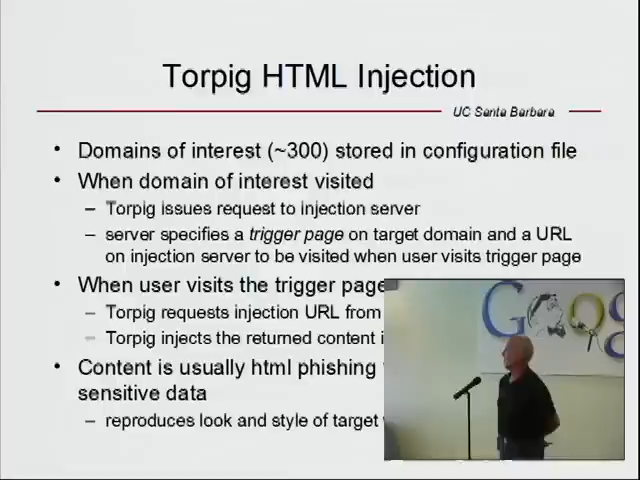 Torpig HTML Injection
UC Santa Barbara
• Domains of interest (~300) stored in configuration file
• When domain of interest visited
– Torpig issues request to injection server
– server specifies a trigger page on target domain and a URL
on injection server to be visited when user visits trigger page
• When user visits the trigger page
– Torpig requests injection URL from
– Torpig injects the returned content i
• Content is usually html phishing
sensitive data
– reproduces look and style of target
Goog